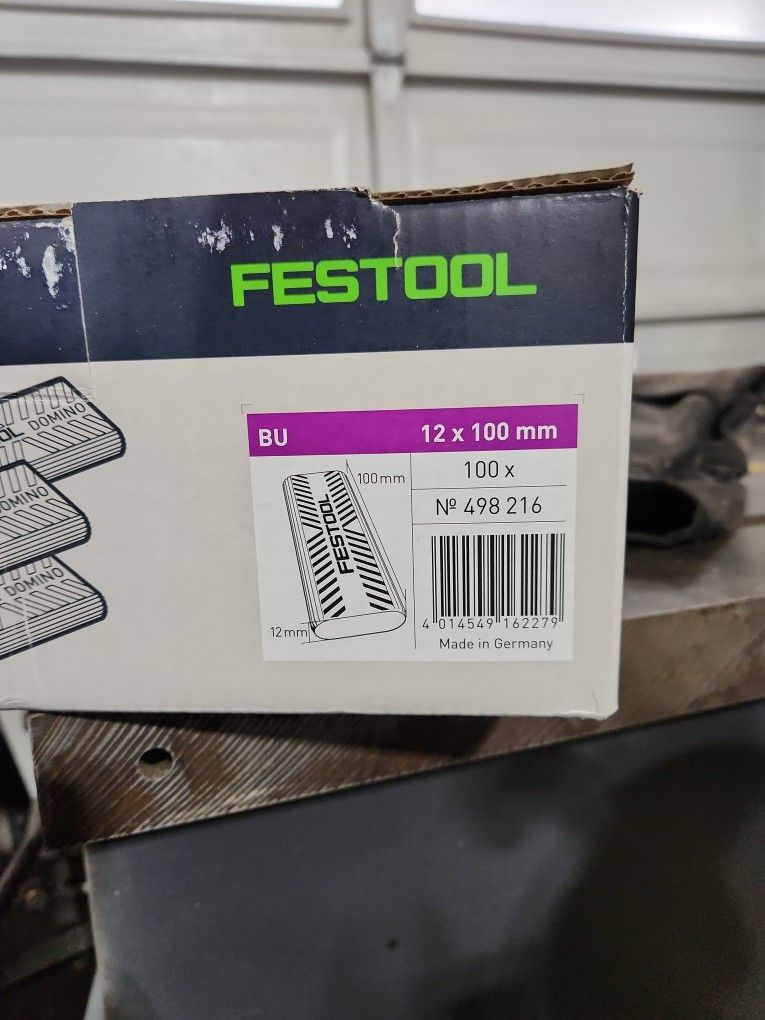 FESTOOL
OL DOMINO
DOMINO
DOMINO
BU 12 x 100 mm
100mm
FESTOOL
12mm
100 x
Nº 498 216
4 014549 162279
Made in Germany